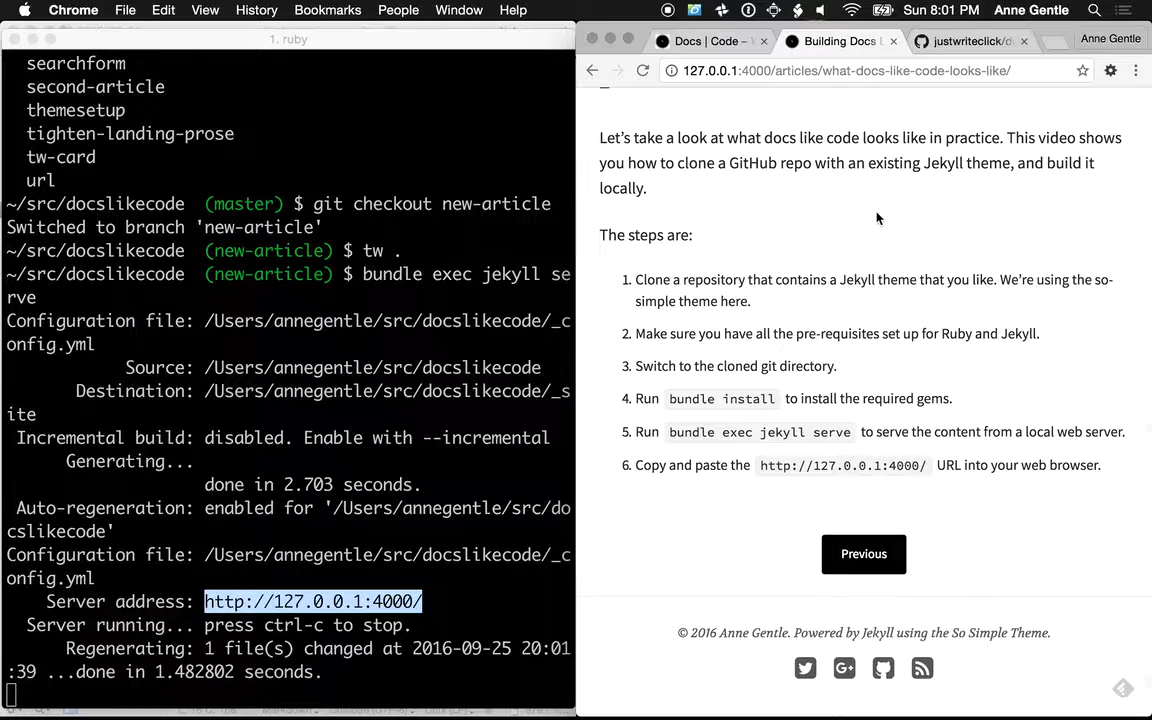 Chrome File Edit View History Bookmarks People Window Help Sun 8:01 PM Anne Gentle
1. ruby
searchform
second-article
themesetup
tighten-landing-prose
tw-card
url
~/src/docslikecode (master) $ git checkout new-article
Switched to branch 'new-article'
~/src/docslikecode (new-article) $ tw .
~/src/docslikecode (new-article) $ bundle exec jekyll se
rve
Configuration file: /Users/annegentle/src/docslikecode/_c
onfig.yml
Source: /Users/annegentle/src/docslikecode
Destination: /Users/annegentle/src/docslikecode/_s
ite
Incremental build: disabled. Enable with --incremental
Generating...
done in 2.703 seconds.
Auto-regeneration: enabled for '/Users/annegentle/src/do
cslikecode'
Configuration file: /Users/annegentle/src/docslikecode/_c
onfig.yml
Server address: http://127.0.0.1:4000/
Server running... press ctrl-c to stop.
Regenerating: 1 file(s) changed at 2016-09-25 20:01
:39 ...done in 1.482802 seconds.
Docs | Code – Building Docs L justwriteclick/d Anne Gentle
127.0.0.1:4000/articles/what-docs-like-code-looks-like/
Let's take a look at what docs like code looks like in practice. This video shows
you how to clone a GitHub repo with an existing Jekyll theme, and build it
locally.
The steps are:
1. Clone a repository that contains a Jekyll theme that you like. We're using the so-
simple theme here.
2. Make sure you have all the pre-requisites set up for Ruby and Jekyll.
3. Switch to the cloned git directory.
4. Run bundle install to install the required gems.
5. Run bundle exec jekyll serve to serve the content from a local web server.
6. Copy and paste the http://127.0.0.1:4000/ URL into your web browser.
Previous
© 2016 Anne Gentle. Powered by Jekyll using the So Simple Theme.